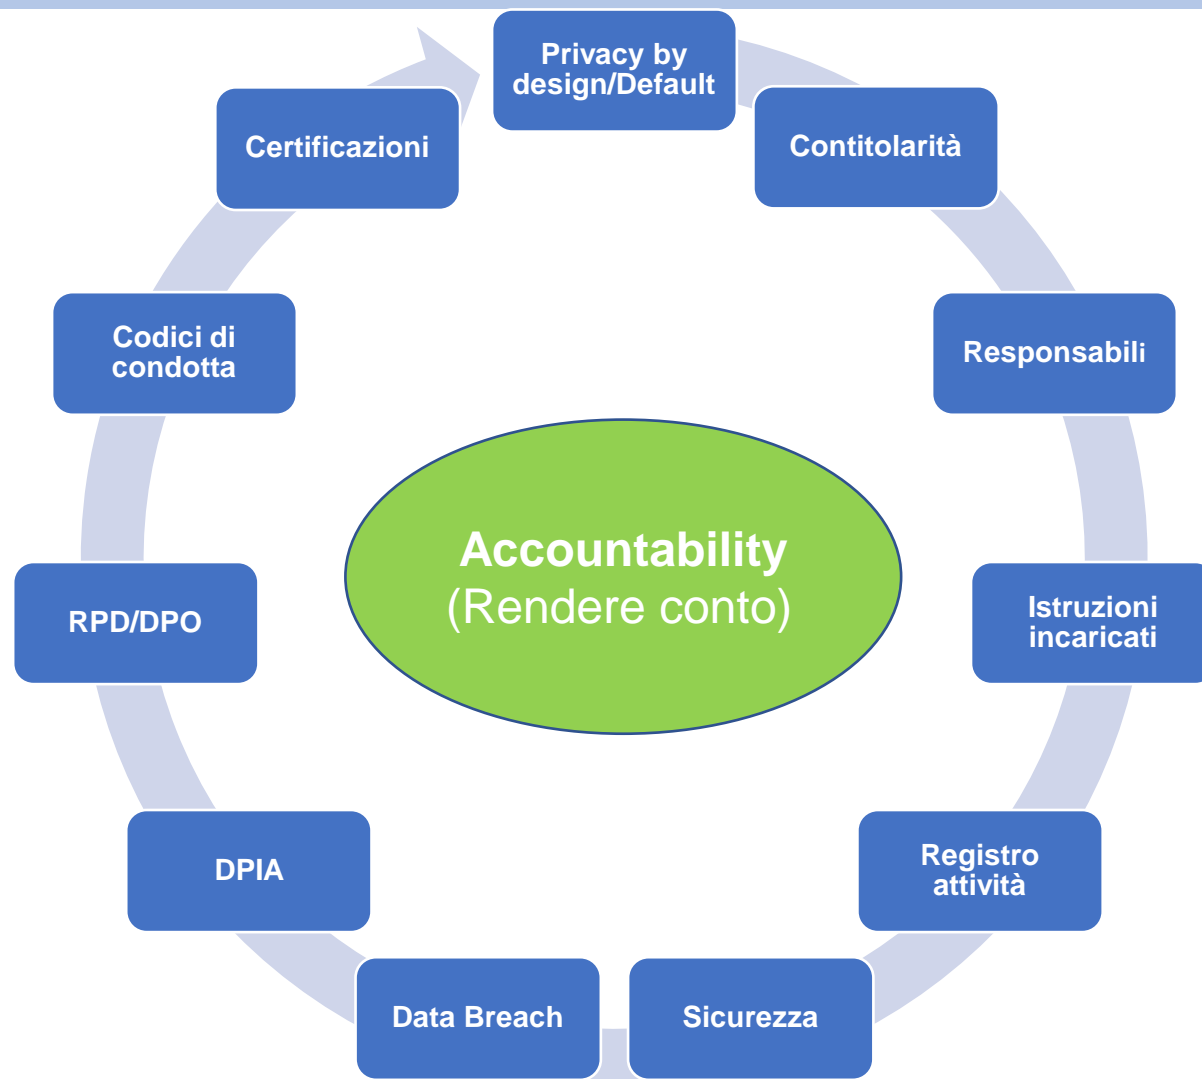 Privacy by
design/Default
Contitolarità
Responsabili
Istruzioni
incaricati
Registro
attività
Sicurezza
Data Breach
DPIA
RPD/DPO
Codici di
condotta
Certificazioni
Accountability
(Rendere conto)